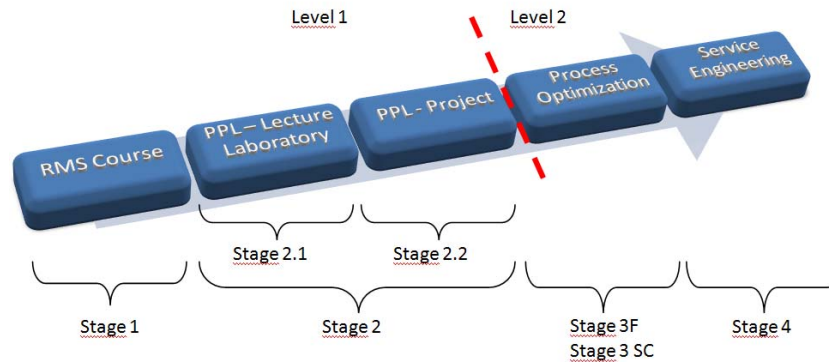 Level 1
Level 2
RMS Course
PPL – Lecture
Laboratory
PPL - Project
Process
Optimization
Service
Engineering
Stage 2.1
Stage 2.2
Stage 1
Stage 2
Stage 3F
Stage 3 SC
Stage 4